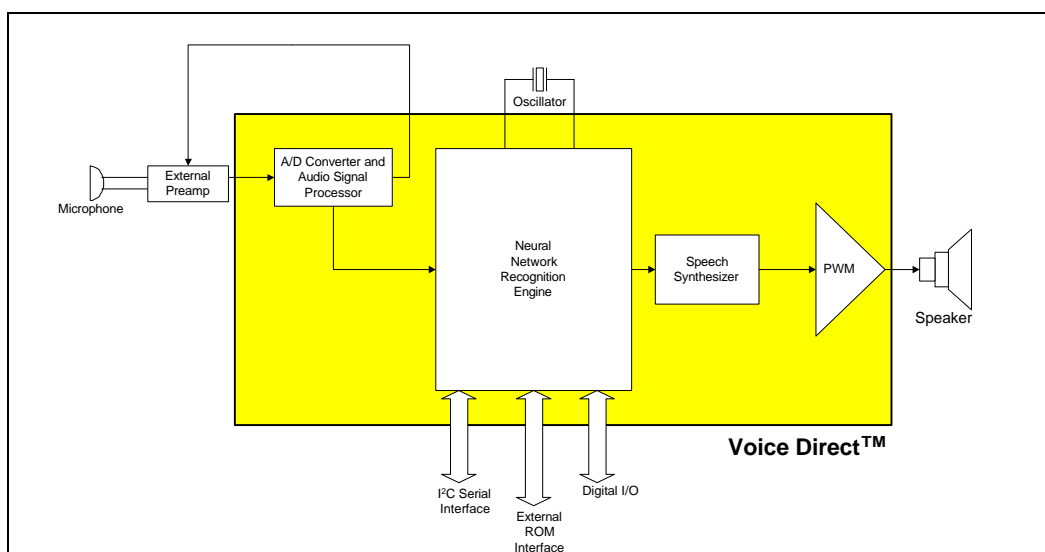 Oscillator
A/D Converter and
Audio Signal
Processor
External
Preamp
Microphone
Neural
Network
Recognition
Engine
Speech
Synthesizer
PWM
Speaker
Voice Direct™
I²C Serial
Interface
External
ROM
Interface
Digital I/O